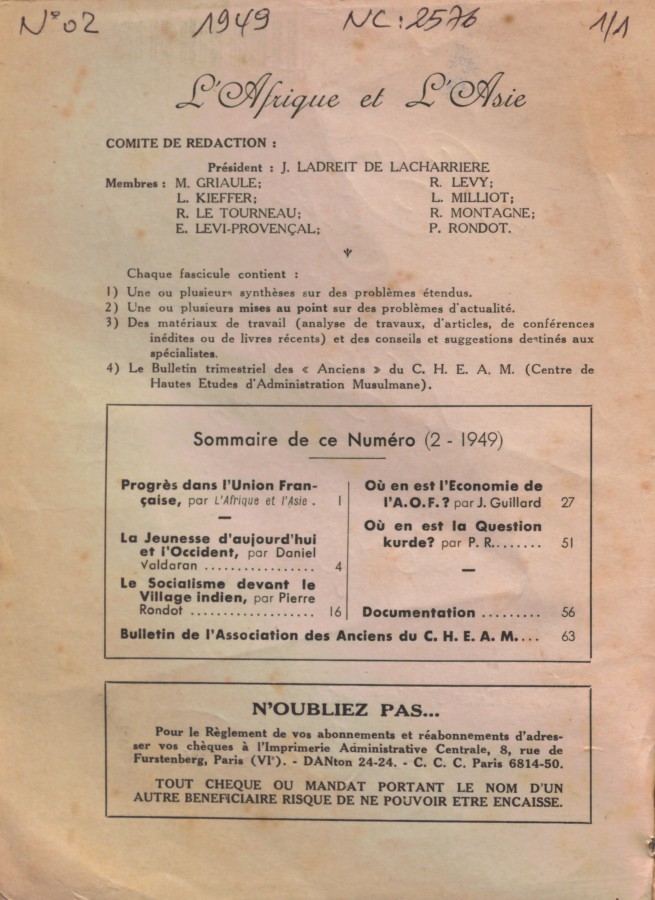 N° 02 1949 NC: 2576 1/1
L'Afrique et L'Asie
COMITE DE REDACTION :
Président : J. LADREIT DE LACHARRIERE
Membres : M. GRIAULE; R. LEVY;
L. KIEFFER; L. MILLIOT;
R. LE TOURNEAU; R. MONTAGNE;
E. LEVI-PROVENÇAL; P. RONDOT.
Chaque fascicule contient :
1) Une ou plusieurs synthèses sur des problèmes étendus.
2) Une ou plusieurs mises au point sur des problèmes d'actualité.
3) Des matériaux de travail (analyse de travaux, d'articles, de conférences
inédites ou de livres récents) et des conseils et suggestions destinés aux
spécialistes.
4) Le Bulletin trimestriel des « Anciens » du C. H. E. A. M. (Centre de
Hautes Etudes d'Administration Musulmane).
Sommaire de ce Numéro (2 - 1949)
Progrès dans l'Union Fran-
çaise, par L'Afrique et l'Asie . 1
La Jeunesse d'aujourd'hui
et l'Occident, par Daniel
Valdaran ................ 4
Le Socialisme devant le
Village indien, par Pierre
Rondot .................. 16
Où en est l'Economie de
l'A.O.F. ? par J. Guillard 27
Où en est la Question
kurde? par P. R........ 51
Documentation ......... 56
Bulletin de l'Association des Anciens du C. H. E. A. M.... 63
N'OUBLIEZ PAS...
Pour le Règlement de vos abonnements et réabonnements d'adres-
ser vos chèques à l'Imprimerie Administrative Centrale, 8, rue de
Furstenberg, Paris (VIe). - DANton 24-24. - C. C. C. Paris 6814-50.
TOUT CHEQUE OU MANDAT PORTANT LE NOM D'UN
AUTRE BENEFICIAIRE RISQUE DE NE POUVOIR ETRE ENCAISSE.